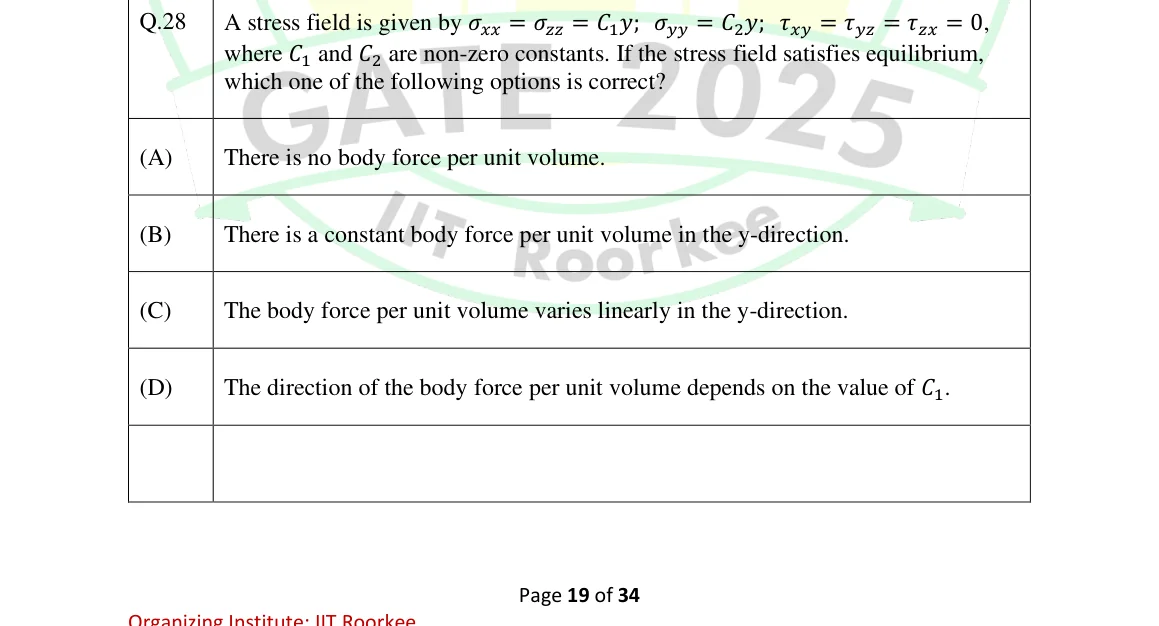 Q.28 A stress field is given by 𝜎𝑥𝑥 = 𝜎𝑧𝑧 = 𝐶₁𝑦; 𝜎𝑦𝑦 = 𝐶₂𝑦; 𝜏𝑥𝑦 = 𝜏𝑦𝑧 = 𝜏𝑧𝑥 = 0,
where 𝐶₁ and 𝐶₂ are non-zero constants. If the stress field satisfies equilibrium,
which one of the following options is correct?
GATE 2025
(A) There is no body force per unit volume.
IIT Roorkee
(B) There is a constant body force per unit volume in the y-direction.
(C) The body force per unit volume varies linearly in the y-direction.
(D) The direction of the body force per unit volume depends on the value of 𝐶₁.
Page 19 of 34
Organizing Institute: IIT Roorkee